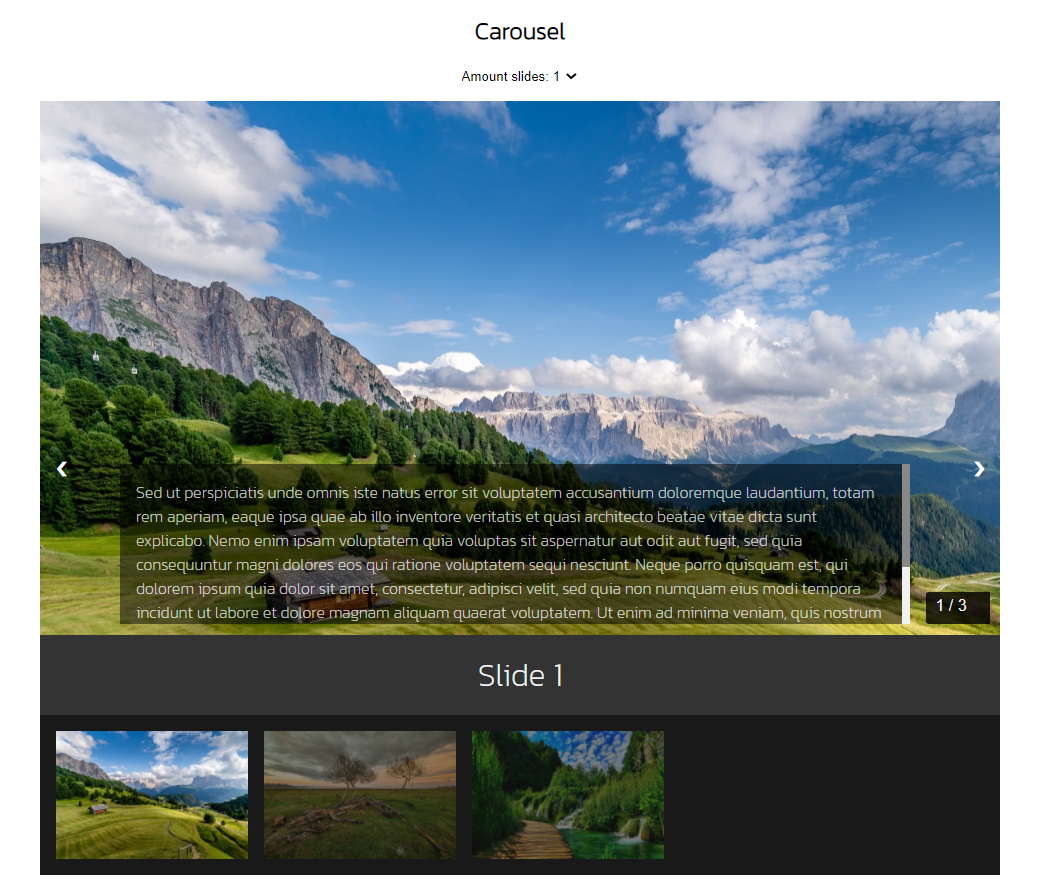 Carousel
Amount slides: 1
❮
❯
Sed ut perspiciatis unde omnis iste natus error sit voluptatem accusantium doloremque laudantium, totam
rem aperiam, eaque ipsa quae ab illo inventore veritatis et quasi architecto beatae vitae dicta sunt
explicabo. Nemo enim ipsam voluptatem quia voluptas sit aspernatur aut odit aut fugit, sed quia
consequuntur magni dolores eos qui ratione voluptatem sequi nesciunt. Neque porro quisquam est, qui
dolorem ipsum quia dolor sit amet, consectetur, adipisci velit, sed quia non numquam eius modi tempora
incidunt ut labore et dolore magnam aliquam quaerat voluptatem. Ut enim ad minima veniam, quis nostrum
1 / 3
Slide 1